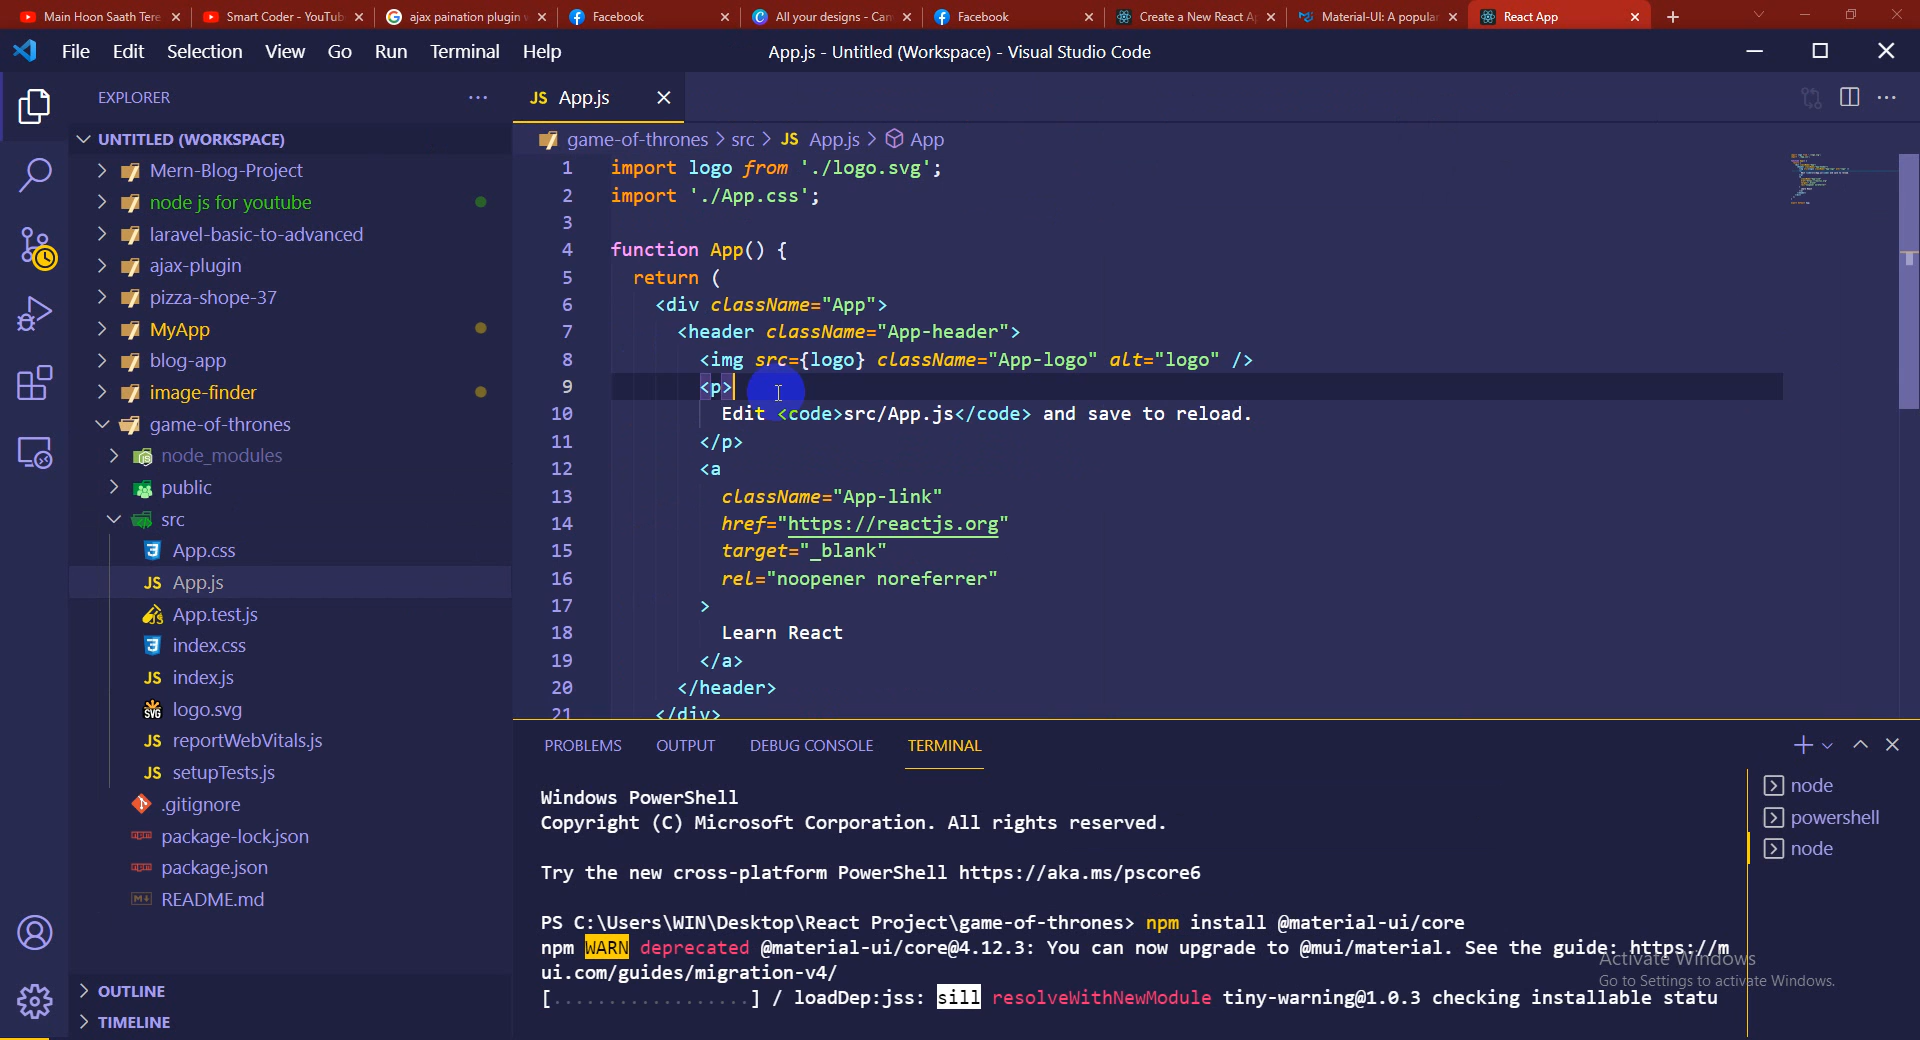 Main Hoon Saath Tere
Smart Coder - YouTub
ajax paination plugin w
Facebook
All your designs - Can
Facebook
Create a New React Ap
Material-UI: A popular
React App
File Edit Selection View Go Run Terminal Help
App.js - Untitled (Workspace) - Visual Studio Code
EXPLORER
UNTITLED (WORKSPACE)
Mern-Blog-Project
node js for youtube
laravel-basic-to-advanced
ajax-plugin
pizza-shope-37
MyApp
blog-app
image-finder
game-of-thrones
node_modules
public
src
App.css
JS App.js
App.test.js
index.css
JS index.js
logo.svg
JS reportWebVitals.js
JS setupTests.js
.gitignore
package-lock.json
package.json
README.md
OUTLINE
TIMELINE
JS App.js
game-of-thrones > src > JS App.js > App
1 import logo from './logo.svg';
2 import './App.css';
3
4 function App() {
5 return (
6 <div className="App">
7 <header className="App-header">
8 <img src={logo} className="App-logo" alt="logo" />
9 <p>
10 Edit <code>src/App.js</code> and save to reload.
11 </p>
12 <a
13 className="App-link"
14 href="https://reactjs.org"
15 target="_blank"
16 rel="noopener noreferrer"
17 >
18 Learn React
19 </a>
20 </header>
21 </div>
PROBLEMS OUTPUT DEBUG CONSOLE TERMINAL
Windows PowerShell
Copyright (C) Microsoft Corporation. All rights reserved.
Try the new cross-platform PowerShell https://aka.ms/pscore6
PS C:\Users\WIN\Desktop\React Project\game-of-thrones> npm install @material-ui/core
npm WARN deprecated @material-ui/core@4.12.3: You can now upgrade to @mui/material. See the guide: https://m
ui.com/guides/migration-v4/
[..................] / loadDep:jss: sill resolveWithNewModule tiny-warning@1.0.3 checking installable statu
node
powershell
node
Activate Windows
Go to Settings to activate Windows.